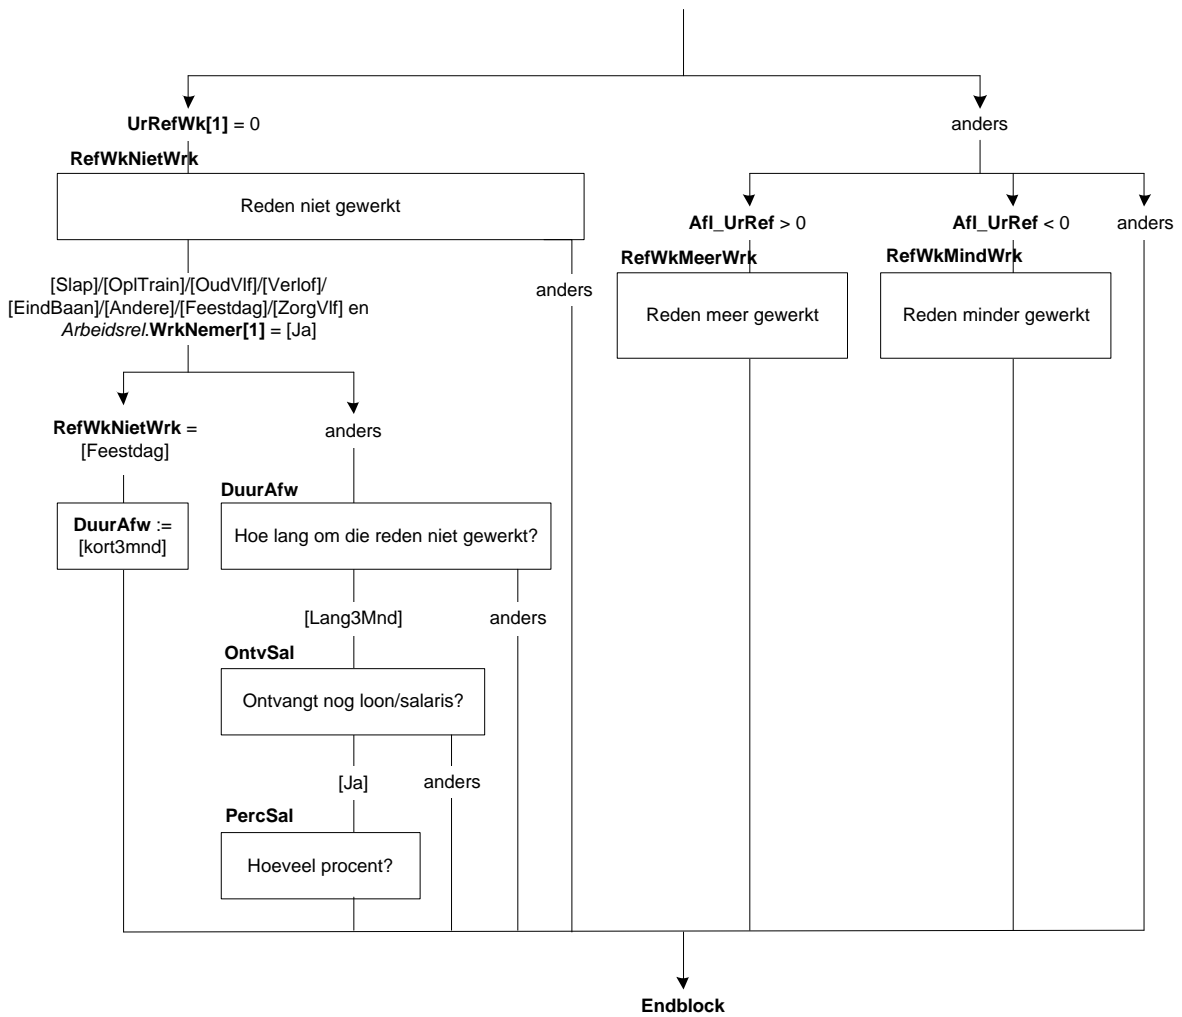 UrRefWk[1] = 0
anders
RefWkNietWrk
Reden niet gewerkt
Afl_UrRef > 0
Afl_UrRef < 0
anders
RefWkMeerWrk
RefWkMindWrk
Reden meer gewerkt
Reden minder gewerkt
[Slap]/[OplTrain]/[OudVlf]/[Verlof]/
[EindBaan]/[Andere]/[Feestdag]/[ZorgVlf] en
Arbeidsrel.WrkNemer[1] = [Ja]
anders
RefWkNietWrk =
[Feestdag]
anders
DuurAfw :=
[kort3mnd]
DuurAfw
Hoe lang om die reden niet gewerkt?
[Lang3Mnd]
anders
OntvSal
Ontvangt nog loon/salaris?
[Ja]
anders
PercSal
Hoeveel procent?
Endblock